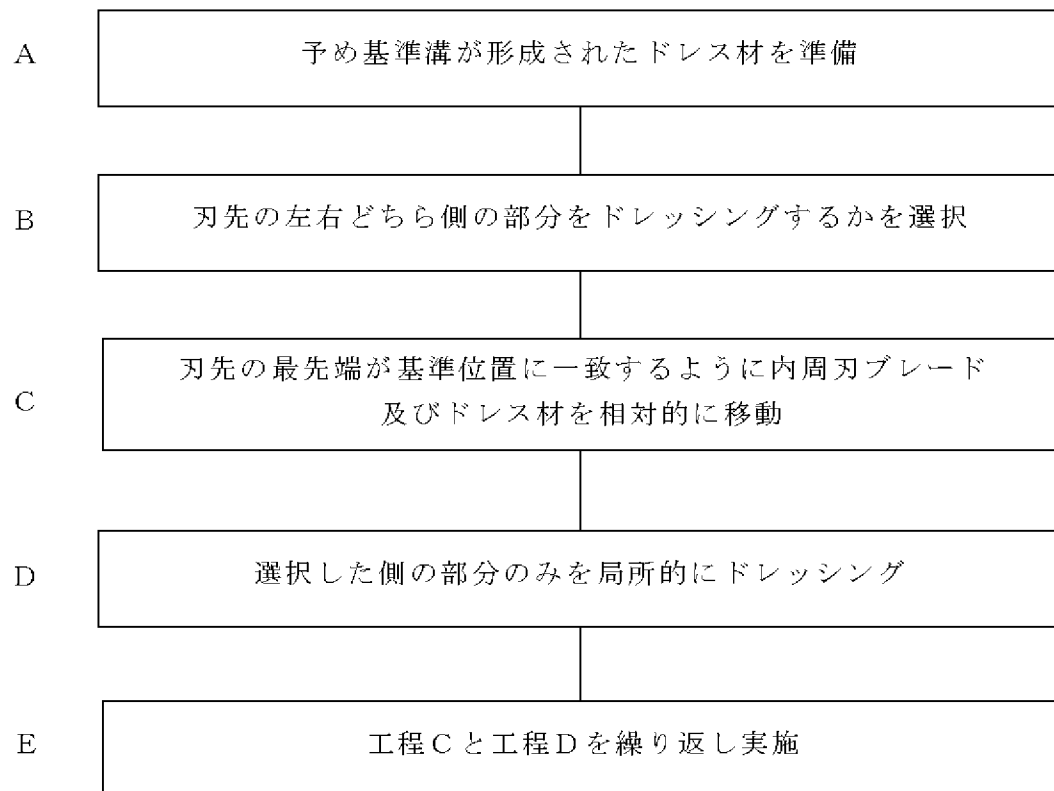 A
予め基準溝が形成されたドレス材を準備
B
刃先の左右どちら側の部分をドレッシングするかを選択
C
刃先の最先端が基準位置に一致するように内周刃ブレード
及びドレス材を相対的に移動
D
選択した側の部分のみを局所的にドレッシング
E
工程Cと工程Dを繰り返し実施